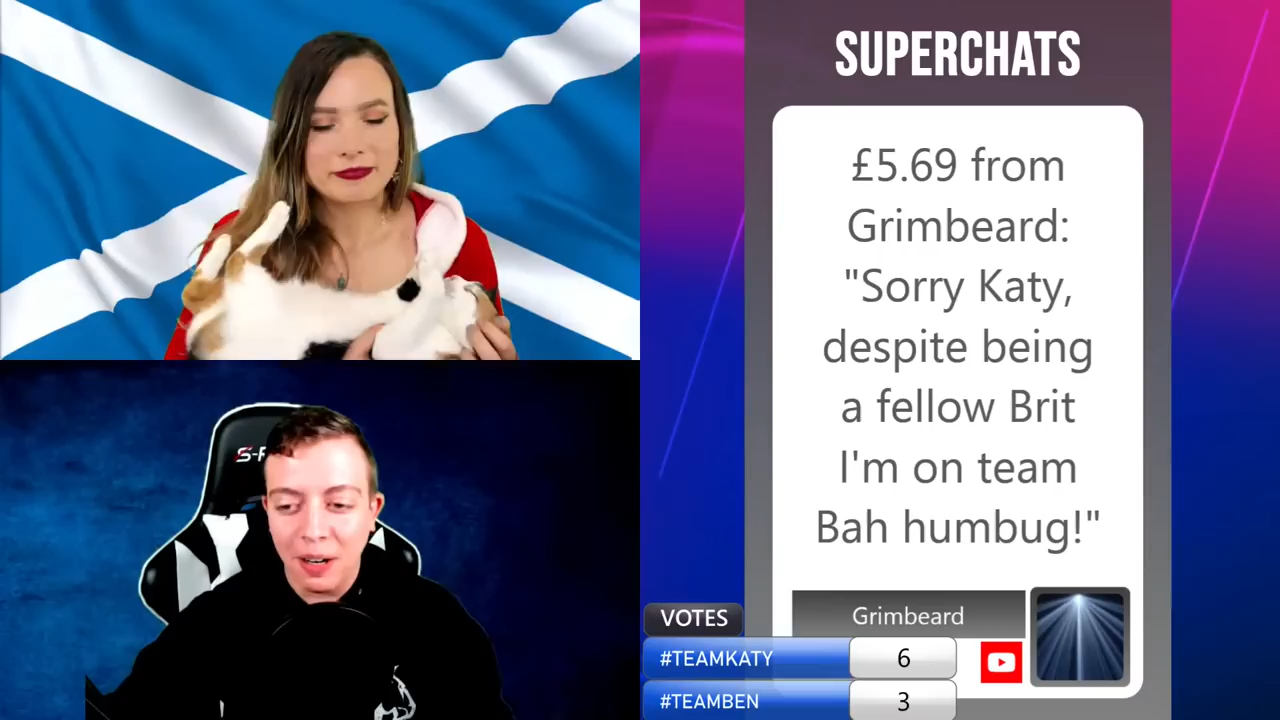 SUPERCHATS
£5.69 from
Grimbeard:
"Sorry Katy,
despite being
a fellow Brit
I'm on team
Bah humbug!"
Grimbeard
VOTES
#TEAMKATY 6
#TEAMBEN 3